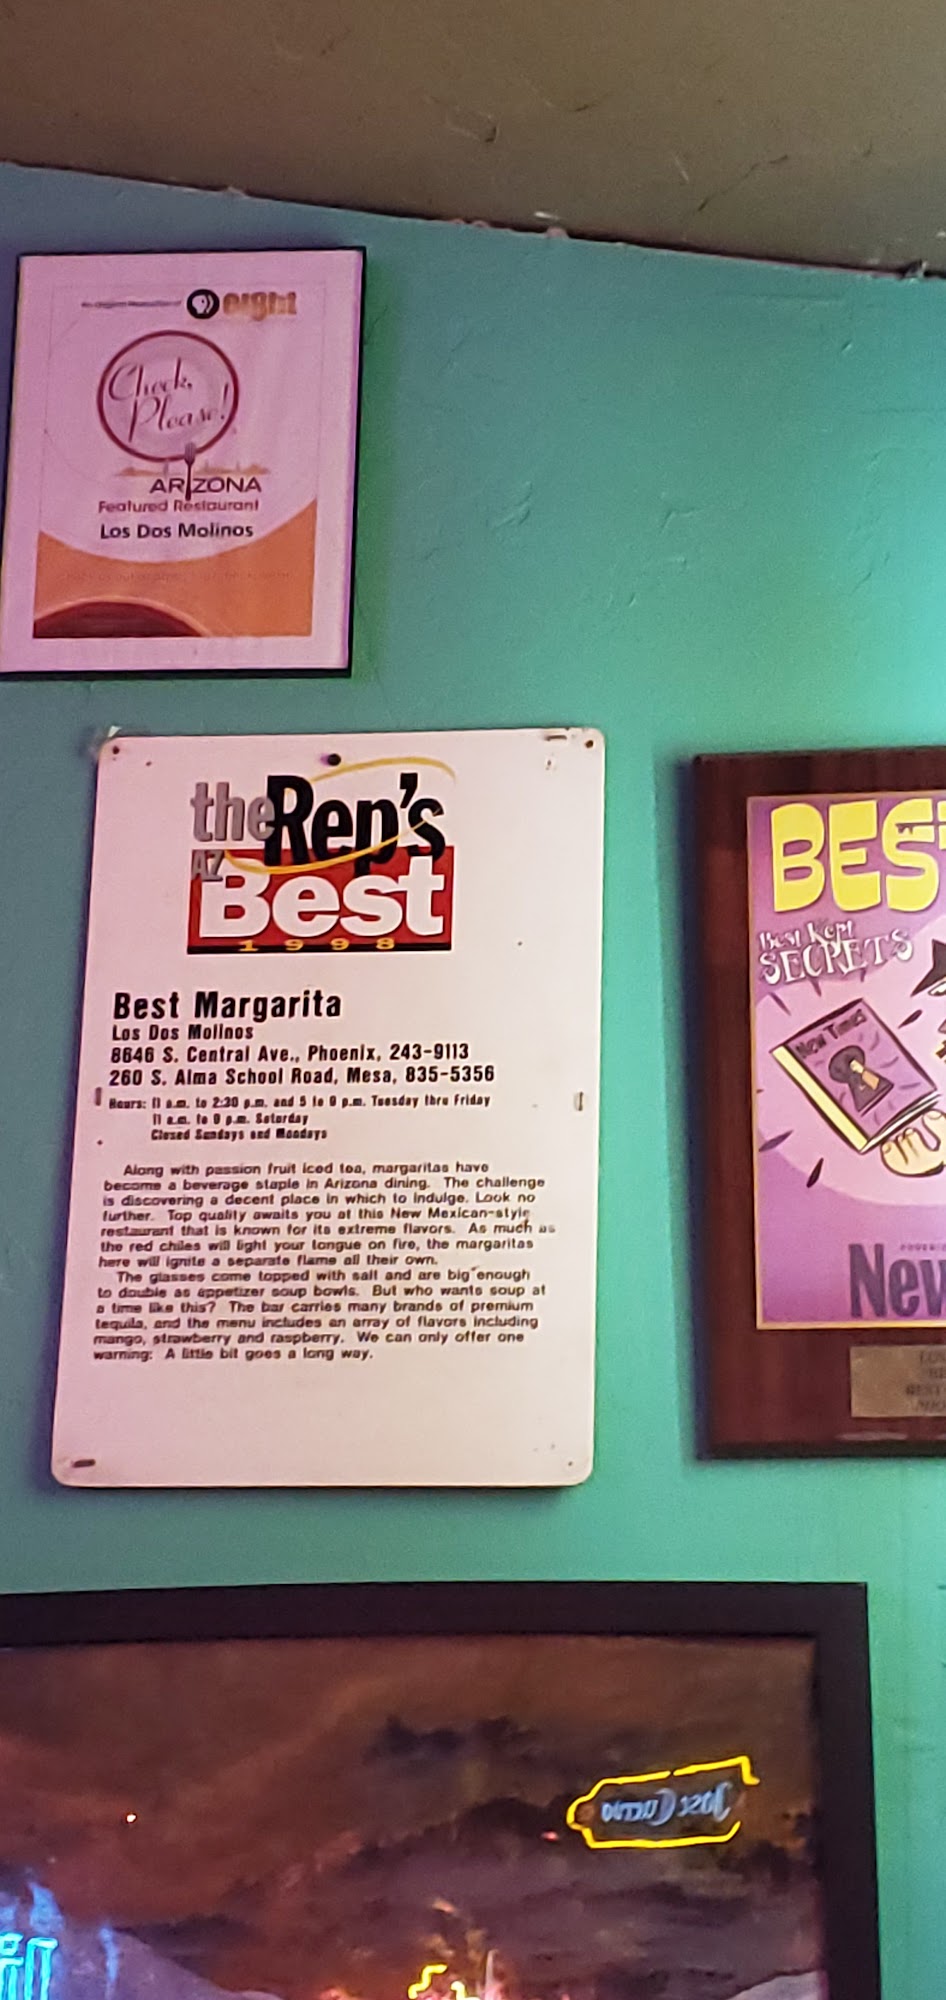 eight
Check,
Please!
ARIZONA
Featured Restaurant
Los Dos Molinos
the Rep's
AZ
Best
1998
Best Margarita
Los Dos Molinos
8646 S. Central Ave., Phoenix, 243-9113
260 S. Alma School Road, Mesa, 835-5356
Hours: 11 a.m. to 2:30 p.m. and 5 to 9 p.m. Tuesday thru Friday
11 a.m. to 9 p.m. Saturday
Closed Sundays and Mondays
Along with passion fruit iced tea, margaritas have
become a beverage staple in Arizona dining. The challenge
is discovering a decent place in which to indulge. Look no
further. Top quality awaits you at this New Mexican-style
restaurant that is known for its extreme flavors. As much as
the red chiles will light your tongue on fire, the margaritas
here will ignite a separate flame all their own.
The glasses come topped with salt and are big enough
to double as appetizer soup bowls. But who wants soup at
a time like this? The bar carries many brands of premium
tequila, and the menu includes an array of flavors including
mango, strawberry and raspberry. We can only offer one
warning: A little bit goes a long way.
BEST
Best Kept
SECRETS
New Times
New
Jose Cuervo